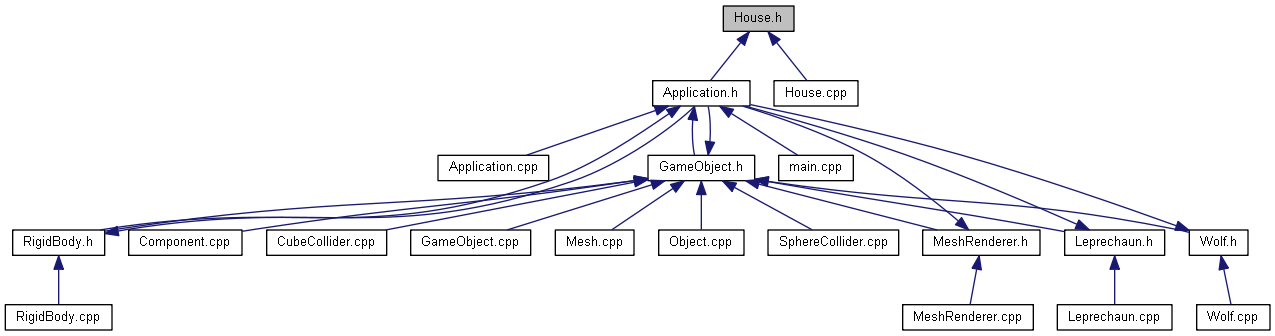 House.h
Application.h
House.cpp
Application.cpp
GameObject.h
main.cpp
RigidBody.h
Component.cpp
CubeCollider.cpp
GameObject.cpp
Mesh.cpp
Object.cpp
SphereCollider.cpp
MeshRenderer.h
Leprechaun.h
Wolf.h
RigidBody.cpp
MeshRenderer.cpp
Leprechaun.cpp
Wolf.cpp